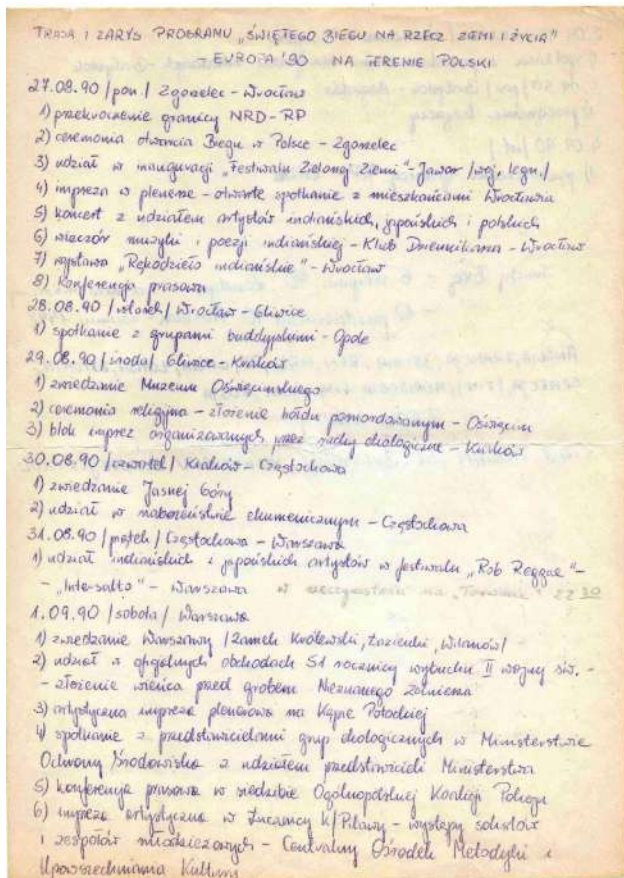 TRASA I ZARYS PROGRAMU „ŚWIĘTEGO BIEGU NA RZECZ ZIEMI I ŻYCIA"
– EUROPA '90 NA TERENIE POLSKI
27.08.90 /pon./ Zgorzelec – Wrocław
1) przekroczenie granicy NRD–RP
2) ceremonia otwarcia Biegu w Polsce – Zgorzelec
3) udział w inauguracji „Festiwalu Zielonej Ziemi" – Jawor /woj. legn./
4) impreza w plenerze – otwarte spotkanie z mieszkańcami Wrocławia
5) koncert z udziałem artystów indiańskich, japońskich i polskich
6) wieczór muzyki i poezji indiańskiej – Klub Dziennikarza – Wrocław
7) wystawa „Rękodzieło indiańskie" – Wrocław
8) konferencja prasowa
28.08.90 /wtorek/ Wrocław – Gliwice
1) spotkanie z grupami buddyjskimi – Opole
29.08.90 /środa/ Gliwice – Kraków
1) zwiedzanie Muzeum Oświęcimskiego
2) ceremonia religijna – złożenie hołdu pomordowanym – Oświęcim
3) blok imprez organizowanych przez ruchy ekologiczne – Kraków
30.08.90 /czwartek/ Kraków – Częstochowa
1) zwiedzanie Jasnej Góry
2) udział w nabożeństwie ekumenicznym – Częstochowa
31.08.90 /piątek/ Częstochowa – Warszawa
1) udział indiańskich i japońskich artystów w festiwalu „Rob Reggae" –
– „Intersalto" – Warszawa w na „Torwarze" 22 30
1.09.90 /sobota/ Warszawa
1) zwiedzanie Warszawy /Zamek Królewski, Łazienki, Wilanów/
2) udział w ogólnych obchodach 51 rocznicy wybuchu II wojny św. –
– złożenie wieńca przed grobem Nieznanego Żołnierza
3) artystyczna impreza plenerowa na Kępie Potockiej
4) spotkanie z przedstawicielami grup ekologicznych w Ministerstwie
Ochrony Środowiska z udziałem przedstawicieli Ministerstwa
5) konferencja prasowa w siedzibie Ogólnopolskiej Koalicji
6) impreza artystyczna w Łucznicy k/Pilawy – występy solistów
i zespołów młodzieżowych – Centralny Ośrodek Metodyki i
Upowszechniania Kultury